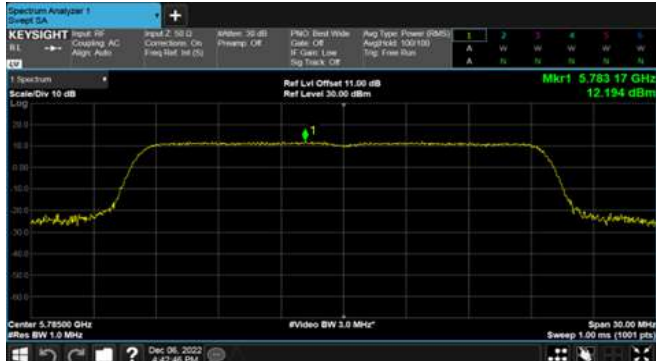 Spectrum Analyzer 1
Swept SA
+
KEYSIGHT Input: RF
RL Coupling: AC
Align: Auto
Input Z: 50 Ω
Corrections: On
Freq Ref: Int (S)
#Atten: 30 dB
Preamp: Off
PNO: Best Wide
Gate: Off
IF Gain: Low
Sig Track: Off
Avg Type: Power (RMS)
Avg|Hold: 100/100
Trig: Free Run
1 2 3 4 5 6
A W W W W W
A N N N N N
1 Spectrum
Scale/Div 10 dB
Log
Ref Lvl Offset 11.00 dB
Ref Level 30.00 dBm
Mkr1 5.783 17 GHz
12.194 dBm
20.0
1
0.00
-10.0
-20.0
-30.0
-40.0
-50.0
-60.0
Center 5.78500 GHz
#Res BW 1.0 MHz
#Video BW 3.0 MHz*
Span 30.00 MHz
Sweep 1.00 ms (1001 pts)
? Dec 06, 2022
4:42:46 PM